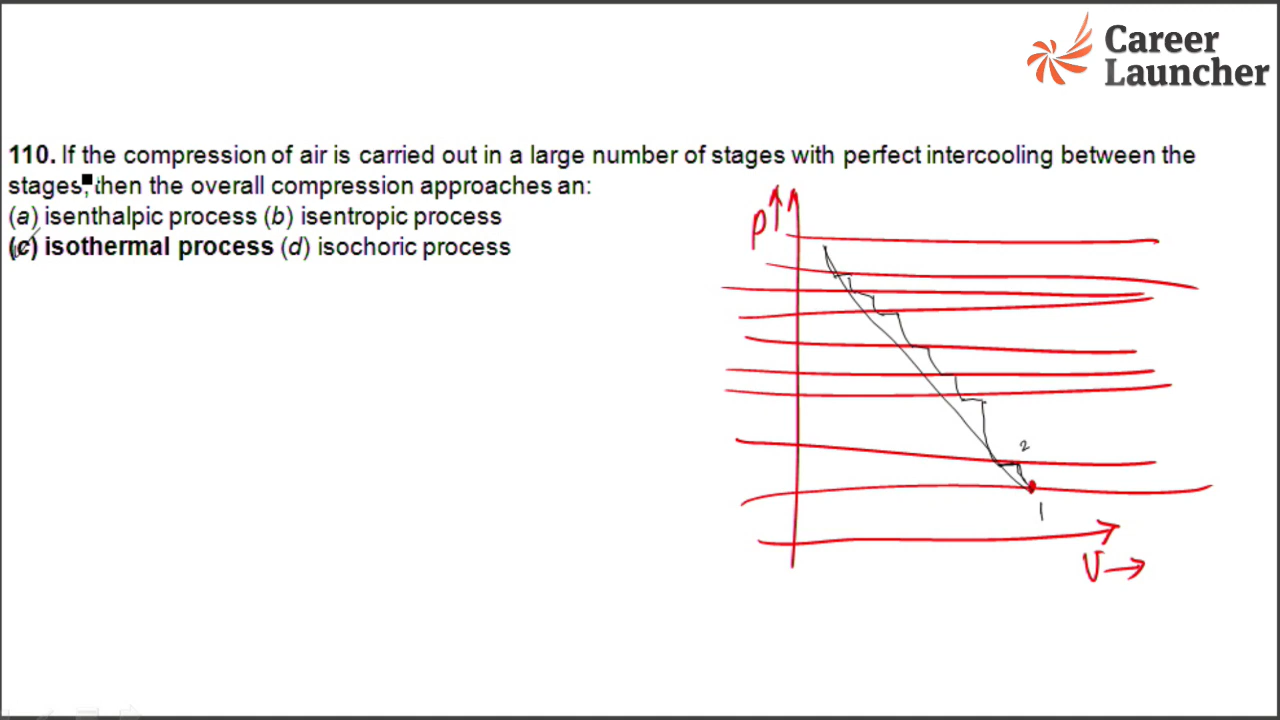 Career
Launcher
110. If the compression of air is carried out in a large number of stages with perfect intercooling between the
stages, then the overall compression approaches an:
(a) isenthalpic process (b) isentropic process
(c) isothermal process (d) isochoric process
P
2
1
V